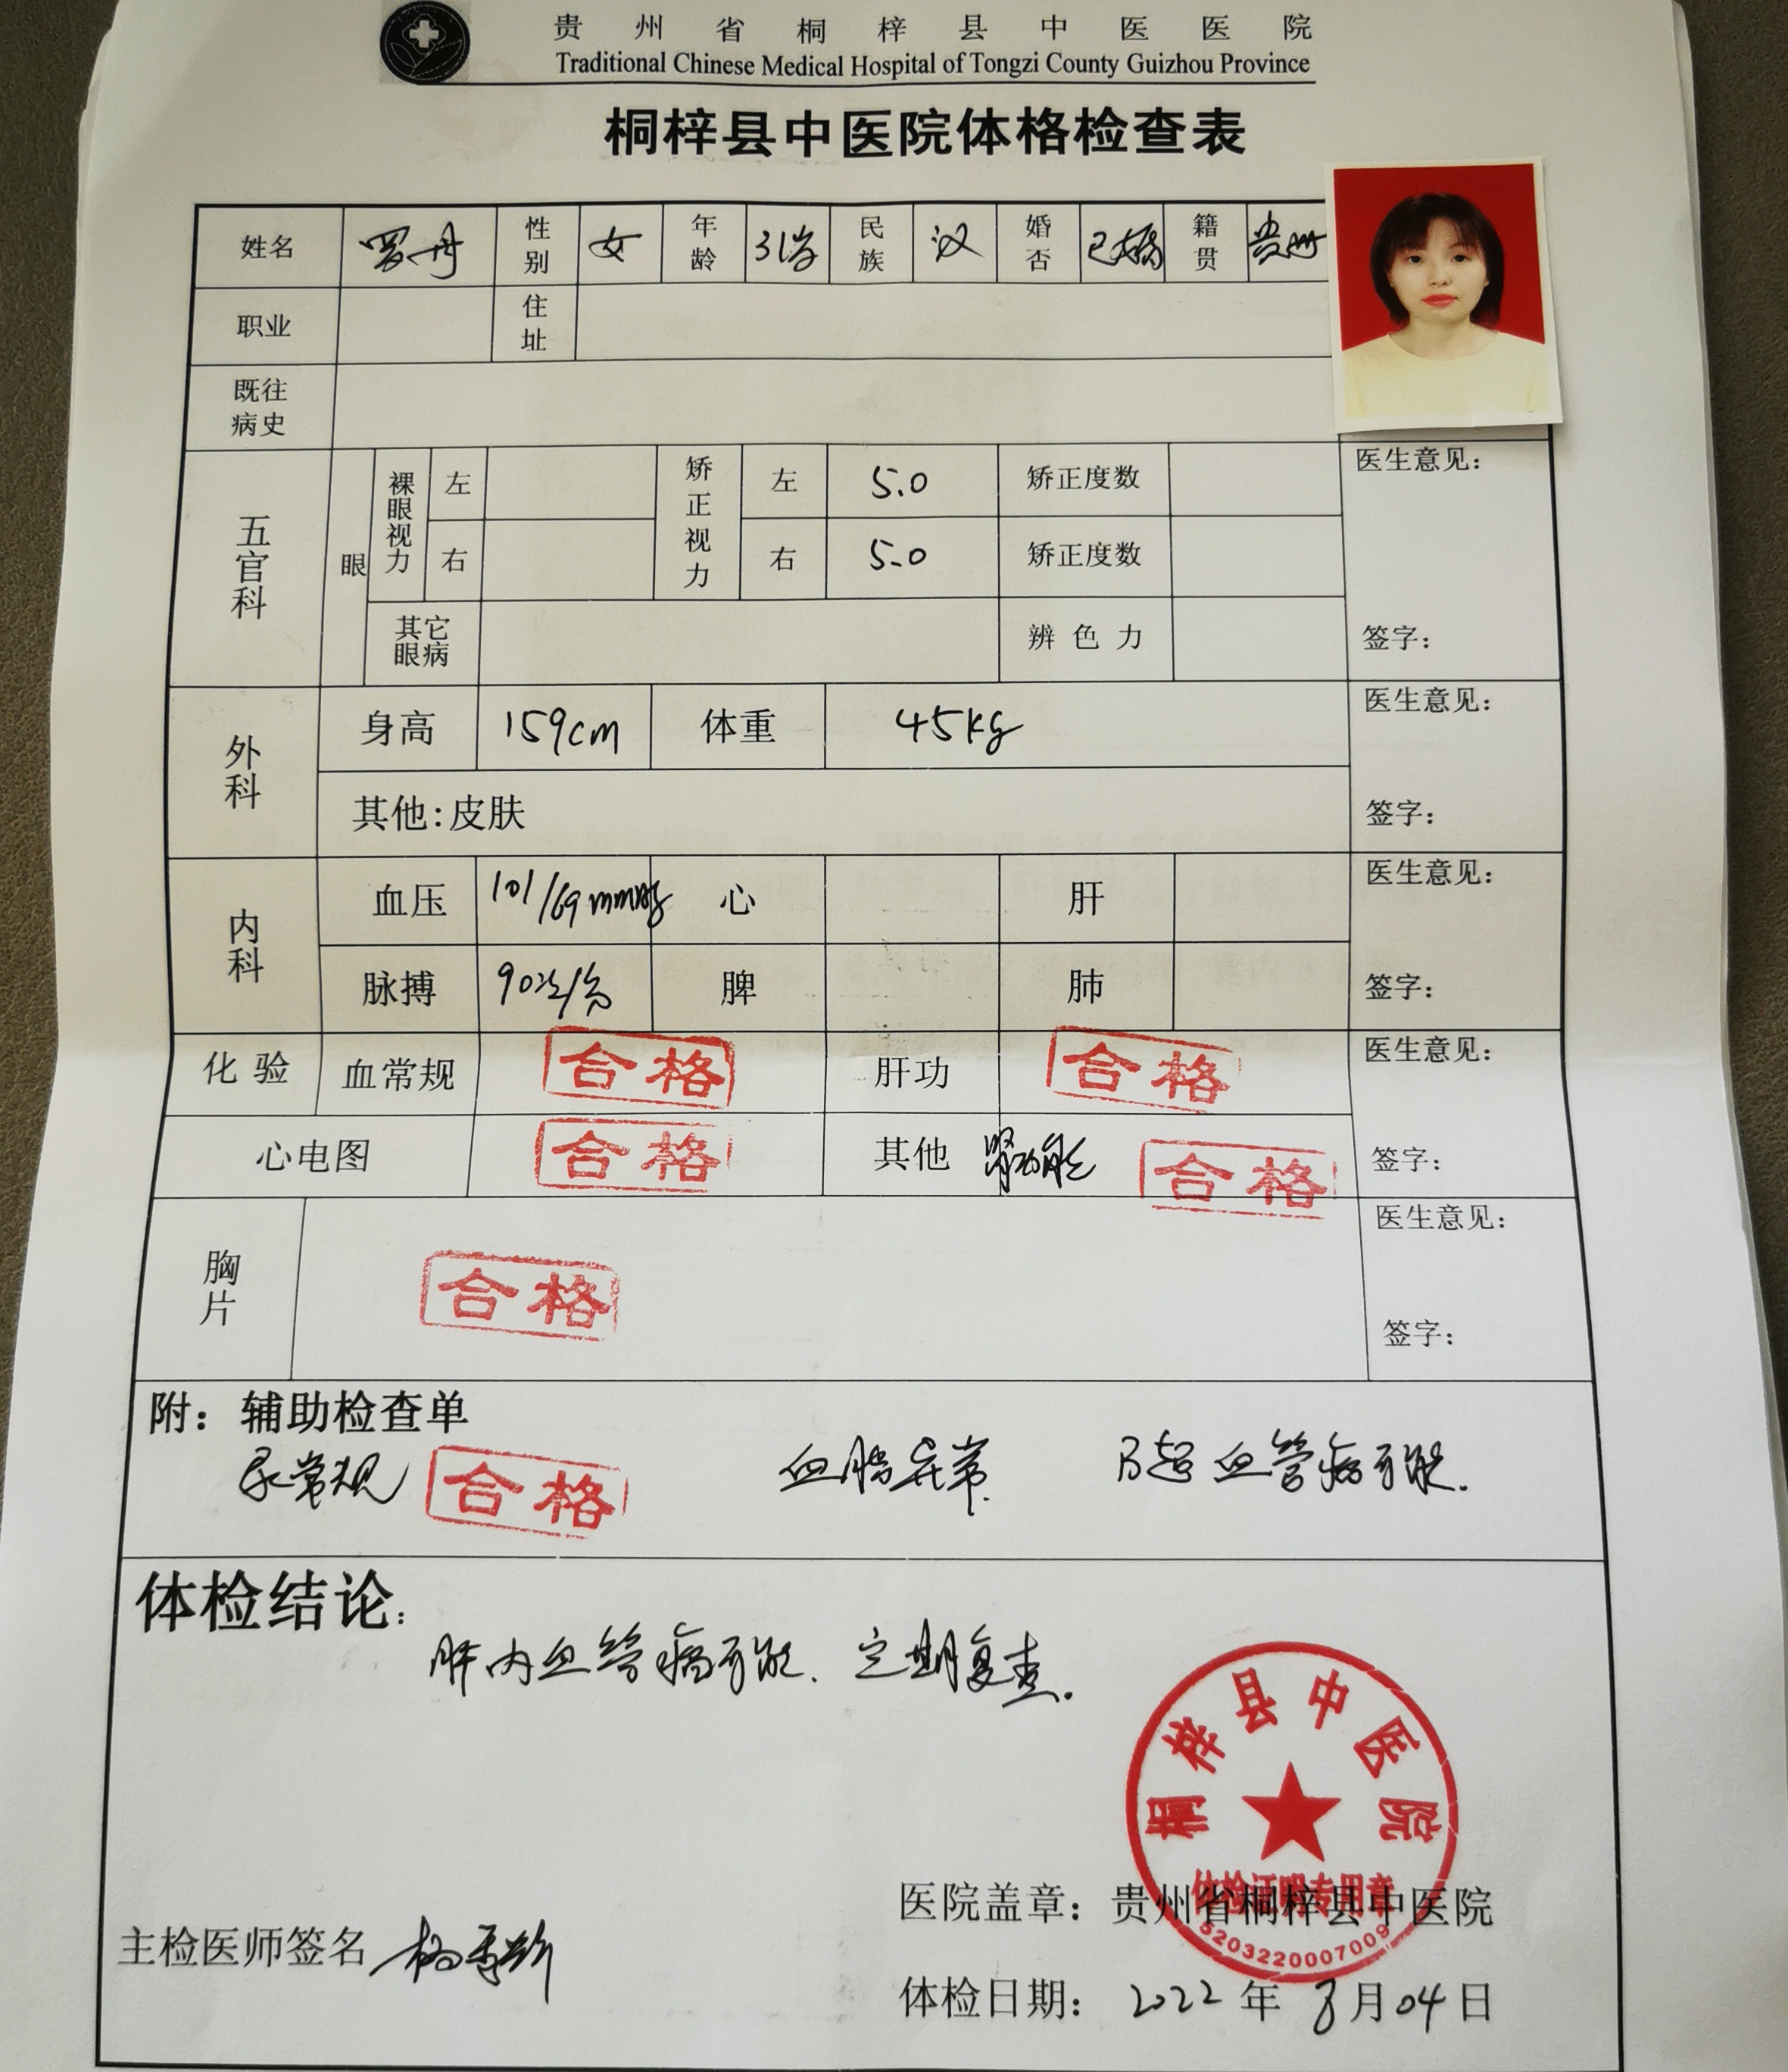 贵州省桐梓县中医医院
Traditional Chinese Medical Hospital of Tongzi County Guizhou Province
桐梓县中医院体格检查表
姓名 罗丹 性别 女 年龄 31岁 民族 汉 婚否 已婚 籍贯 贵州
职业 住址
既往病史
五官科 眼 裸眼视力 左 矫正视力 左 5.0 矫正度数 医生意见：
右 右 5.0 矫正度数
其它眼病 辨色力 签字：
外科 身高 159cm 体重 45kg 医生意见：
其他：皮肤 签字：
内科 血压 101/69mmHg 心 肝 医生意见：
脉搏 90次/分 脾 肺 签字：
化验 血常规 合格 肝功 合格 医生意见：
心电图 合格 其他 肾功能 合格 签字：
胸片 合格 医生意见：
签字：
附：辅助检查单
尿常规 合格 血脂异常 B超 血管瘤可能.
体检结论：
肝内血管瘤可能. 定期复查.
桐梓县中医院
体检证明专用章
5203220007009
医院盖章：贵州省桐梓县中医院
主检医师签名
体检日期：2022年8月04日